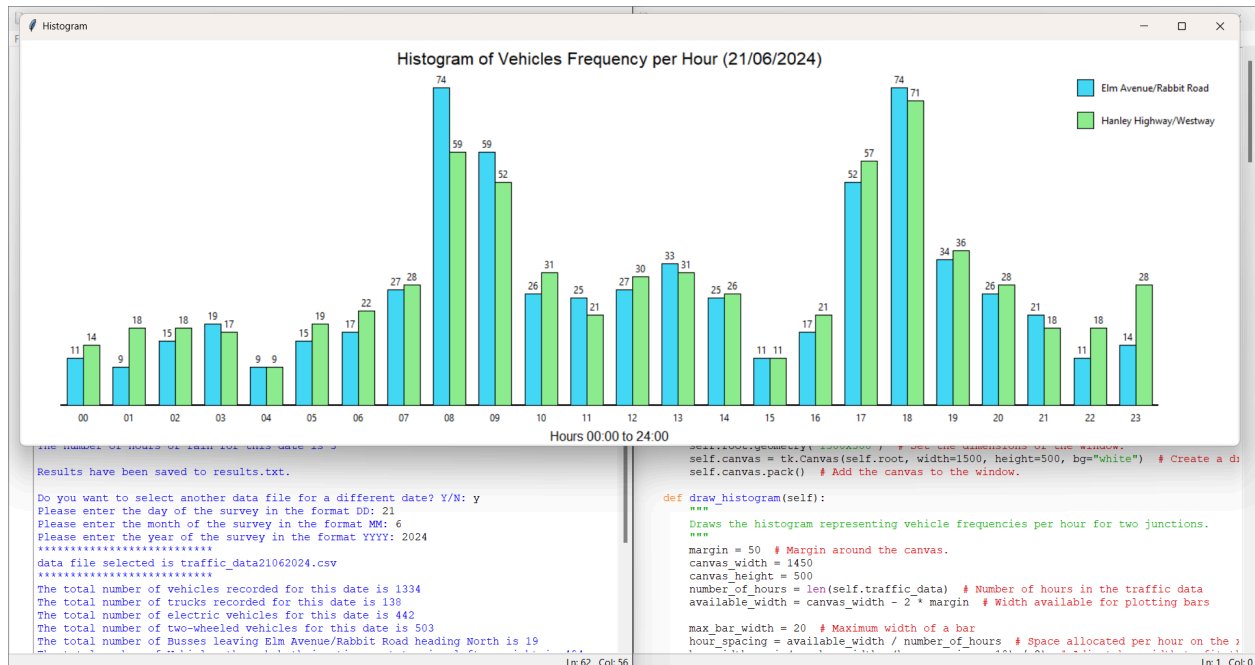 Histogram
Histogram of Vehicles Frequency per Hour (21/06/2024)
Elm Avenue/Rabbit Road
Hanley Highway/Westway
11 14 9 18 15 18 19 17 9 9 15 19 17 22 27 28 74 59 59 52 26 31 25 21 27 30 33 31 25 26 11 11 17 21 52 57 74 71 34 36 26 28 21 18 11 18 14 28
00 01 02 03 04 05 06 07 08 09 10 11 12 13 14 15 16 17 18 19 20 21 22 23
Hours 00:00 to 24:00
Results have been saved to results.txt.
Do you want to select another data file for a different date? Y/N: y
Please enter the day of the survey in the format DD: 21
Please enter the month of the survey in the format MM: 6
Please enter the year of the survey in the format YYYY: 2024
***************************
data file selected is traffic_data21062024.csv
***************************
The total number of vehicles recorded for this date is 1334
The total number of trucks recorded for this date is 138
The total number of electric vehicles for this date is 442
The total number of two-wheeled vehicles for this date is 503
The total number of Busses leaving Elm Avenue/Rabbit Road heading North is 19
Ln: 62 Col: 56
self.canvas = tk.Canvas(self.root, width=1500, height=500, bg="white") # Create a
self.canvas.pack() # Add the canvas to the window.
def draw_histogram(self):
"""
Draws the histogram representing vehicle frequencies per hour for two junctions.
"""
margin = 50 # Margin around the canvas.
canvas_width = 1450
canvas_height = 500
number_of_hours = len(self.traffic_data) # Number of hours in the traffic data
available_width = canvas_width - 2 * margin # Width available for plotting bars
max_bar_width = 20 # Maximum width of a bar
hour_spacing = available_width / number_of_hours # Space allocated per hour on the
Ln: 1 Col: 0